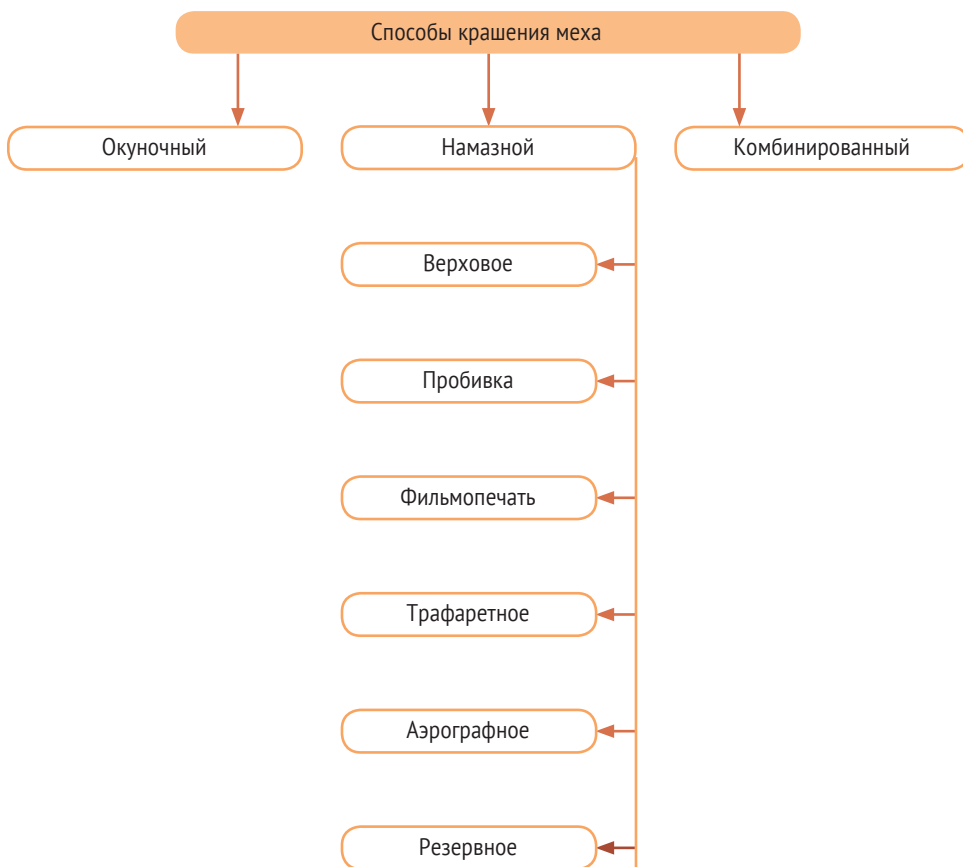 Способы крашения меха
Окуночный
Намазной
Комбинированный
Верховое
Пробивка
Фильмопечать
Трафаретное
Аэрографное
Резервное